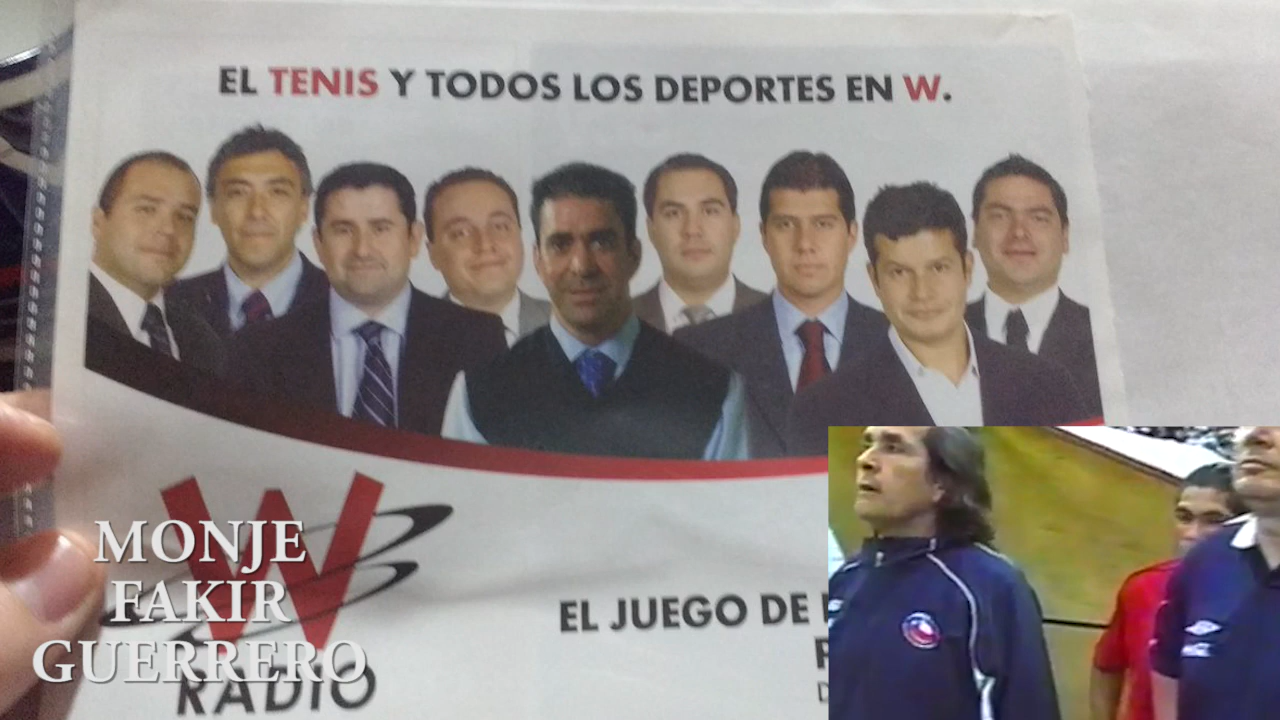 EL TENIS Y TODOS LOS DEPORTES EN W.
W
RADIO
MONJE
FAKIR
GUERRERO
EL JUEGO DE